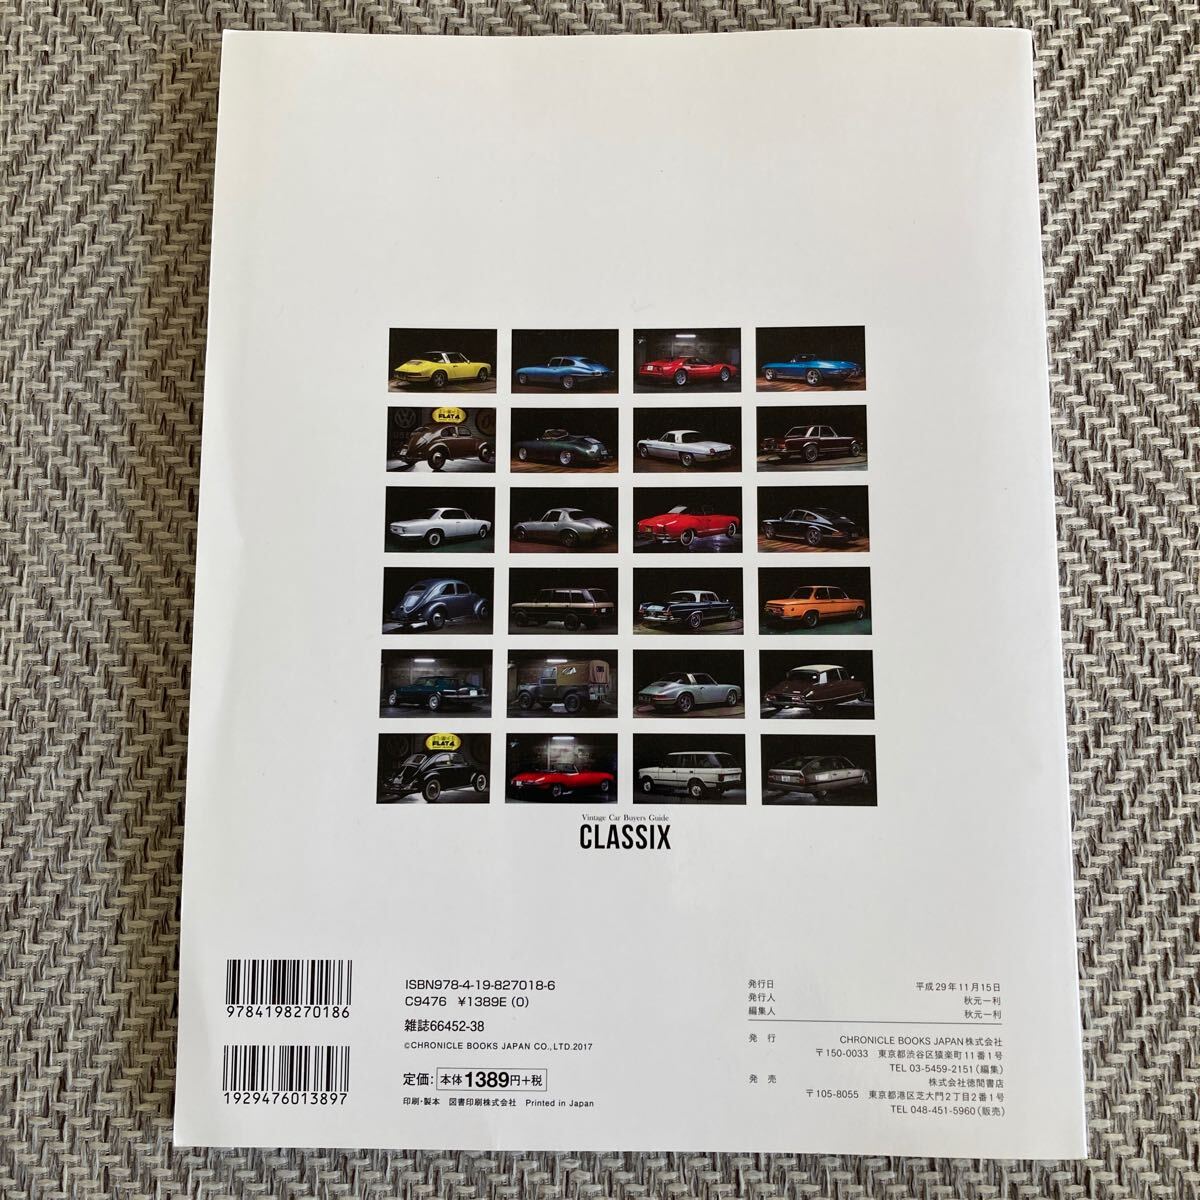 FLAT4
FLAT4
Vintage Car Buyers Guide
CLASSIX
9784198270186
1929476013897
ISBN978-4-19-827018-6
C9476 ¥1389E (0)
雑誌66452-38
©CHRONICLE BOOKS JAPAN CO., LTD.2017
定価: 本体1389円+税
印刷・製本 図書印刷株式会社 Printed in Japan
発行日 平成29年11月15日
発行人 秋元一利
編集人 秋元一利
発行 CHRONICLE BOOKS JAPAN株式会社
〒150-0033 東京都渋谷区猿楽町11番1号
TEL 03-5459-2151(編集)
発売 株式会社徳間書店
〒105-8055 東京都港区芝大門2丁目2番1号
TEL 048-451-5960(販売)